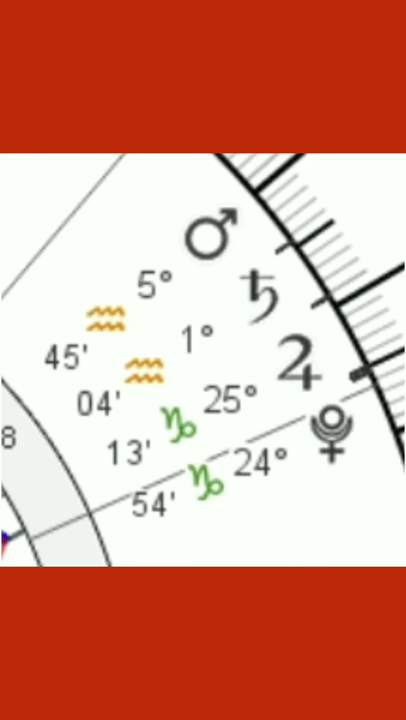 ♂ 5° ♒ 45'
♄ 1° ♒ 04'
♃ 25° ♑ 13'
⯓ 24° ♑ 54'
8